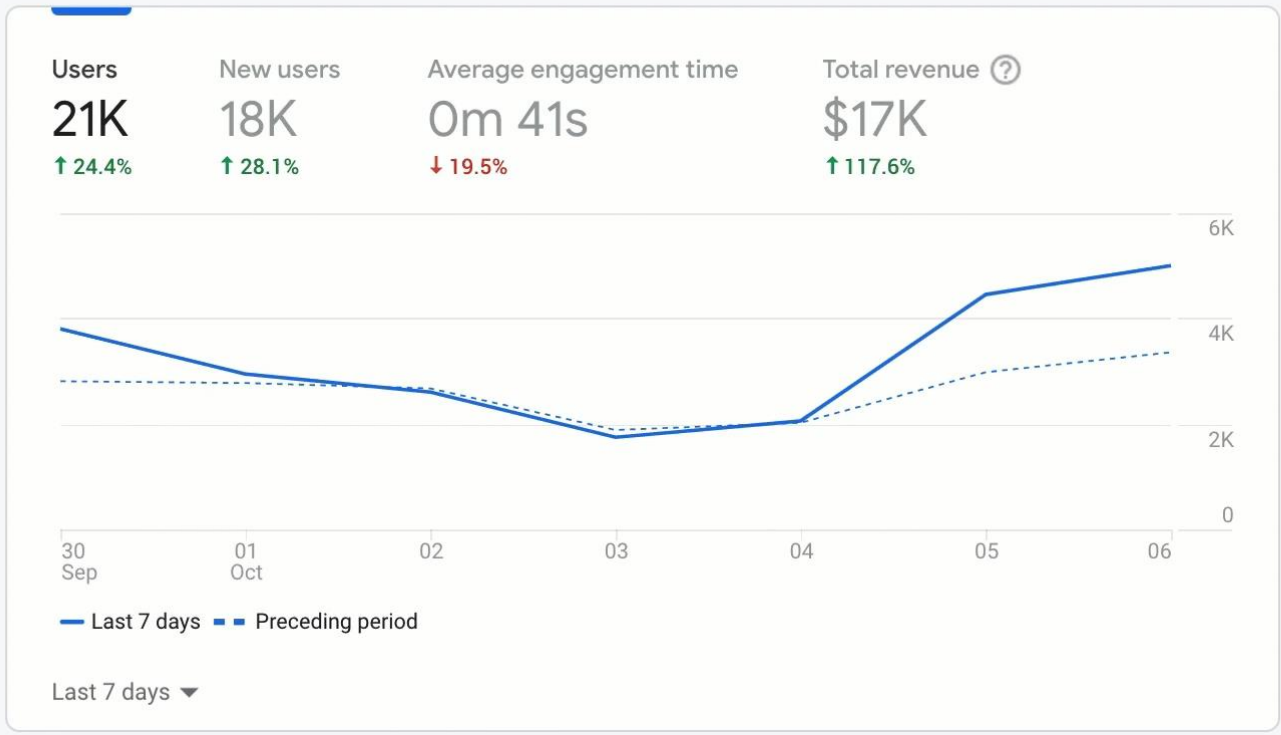 Users
21K
↑ 24.4%
New users
18K
↑ 28.1%
Average engagement time
0m 41s
↓ 19.5%
Total revenue ?
$17K
↑ 117.6%
6K
4K
2K
0
30
Sep
01
Oct
02
03
04
05
06
Last 7 days Preceding period
Last 7 days